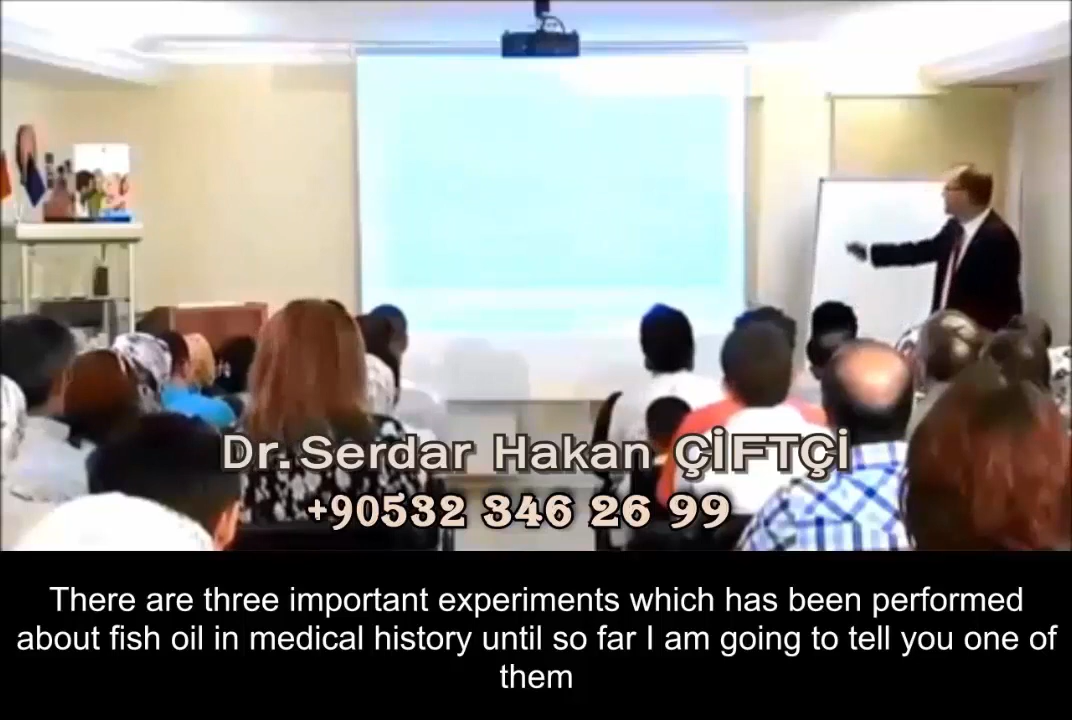 Dr. Serdar Hakan ÇİFTÇİ
+90532 346 26 99
There are three important experiments which has been performed
about fish oil in medical history until so far I am going to tell you one of
them